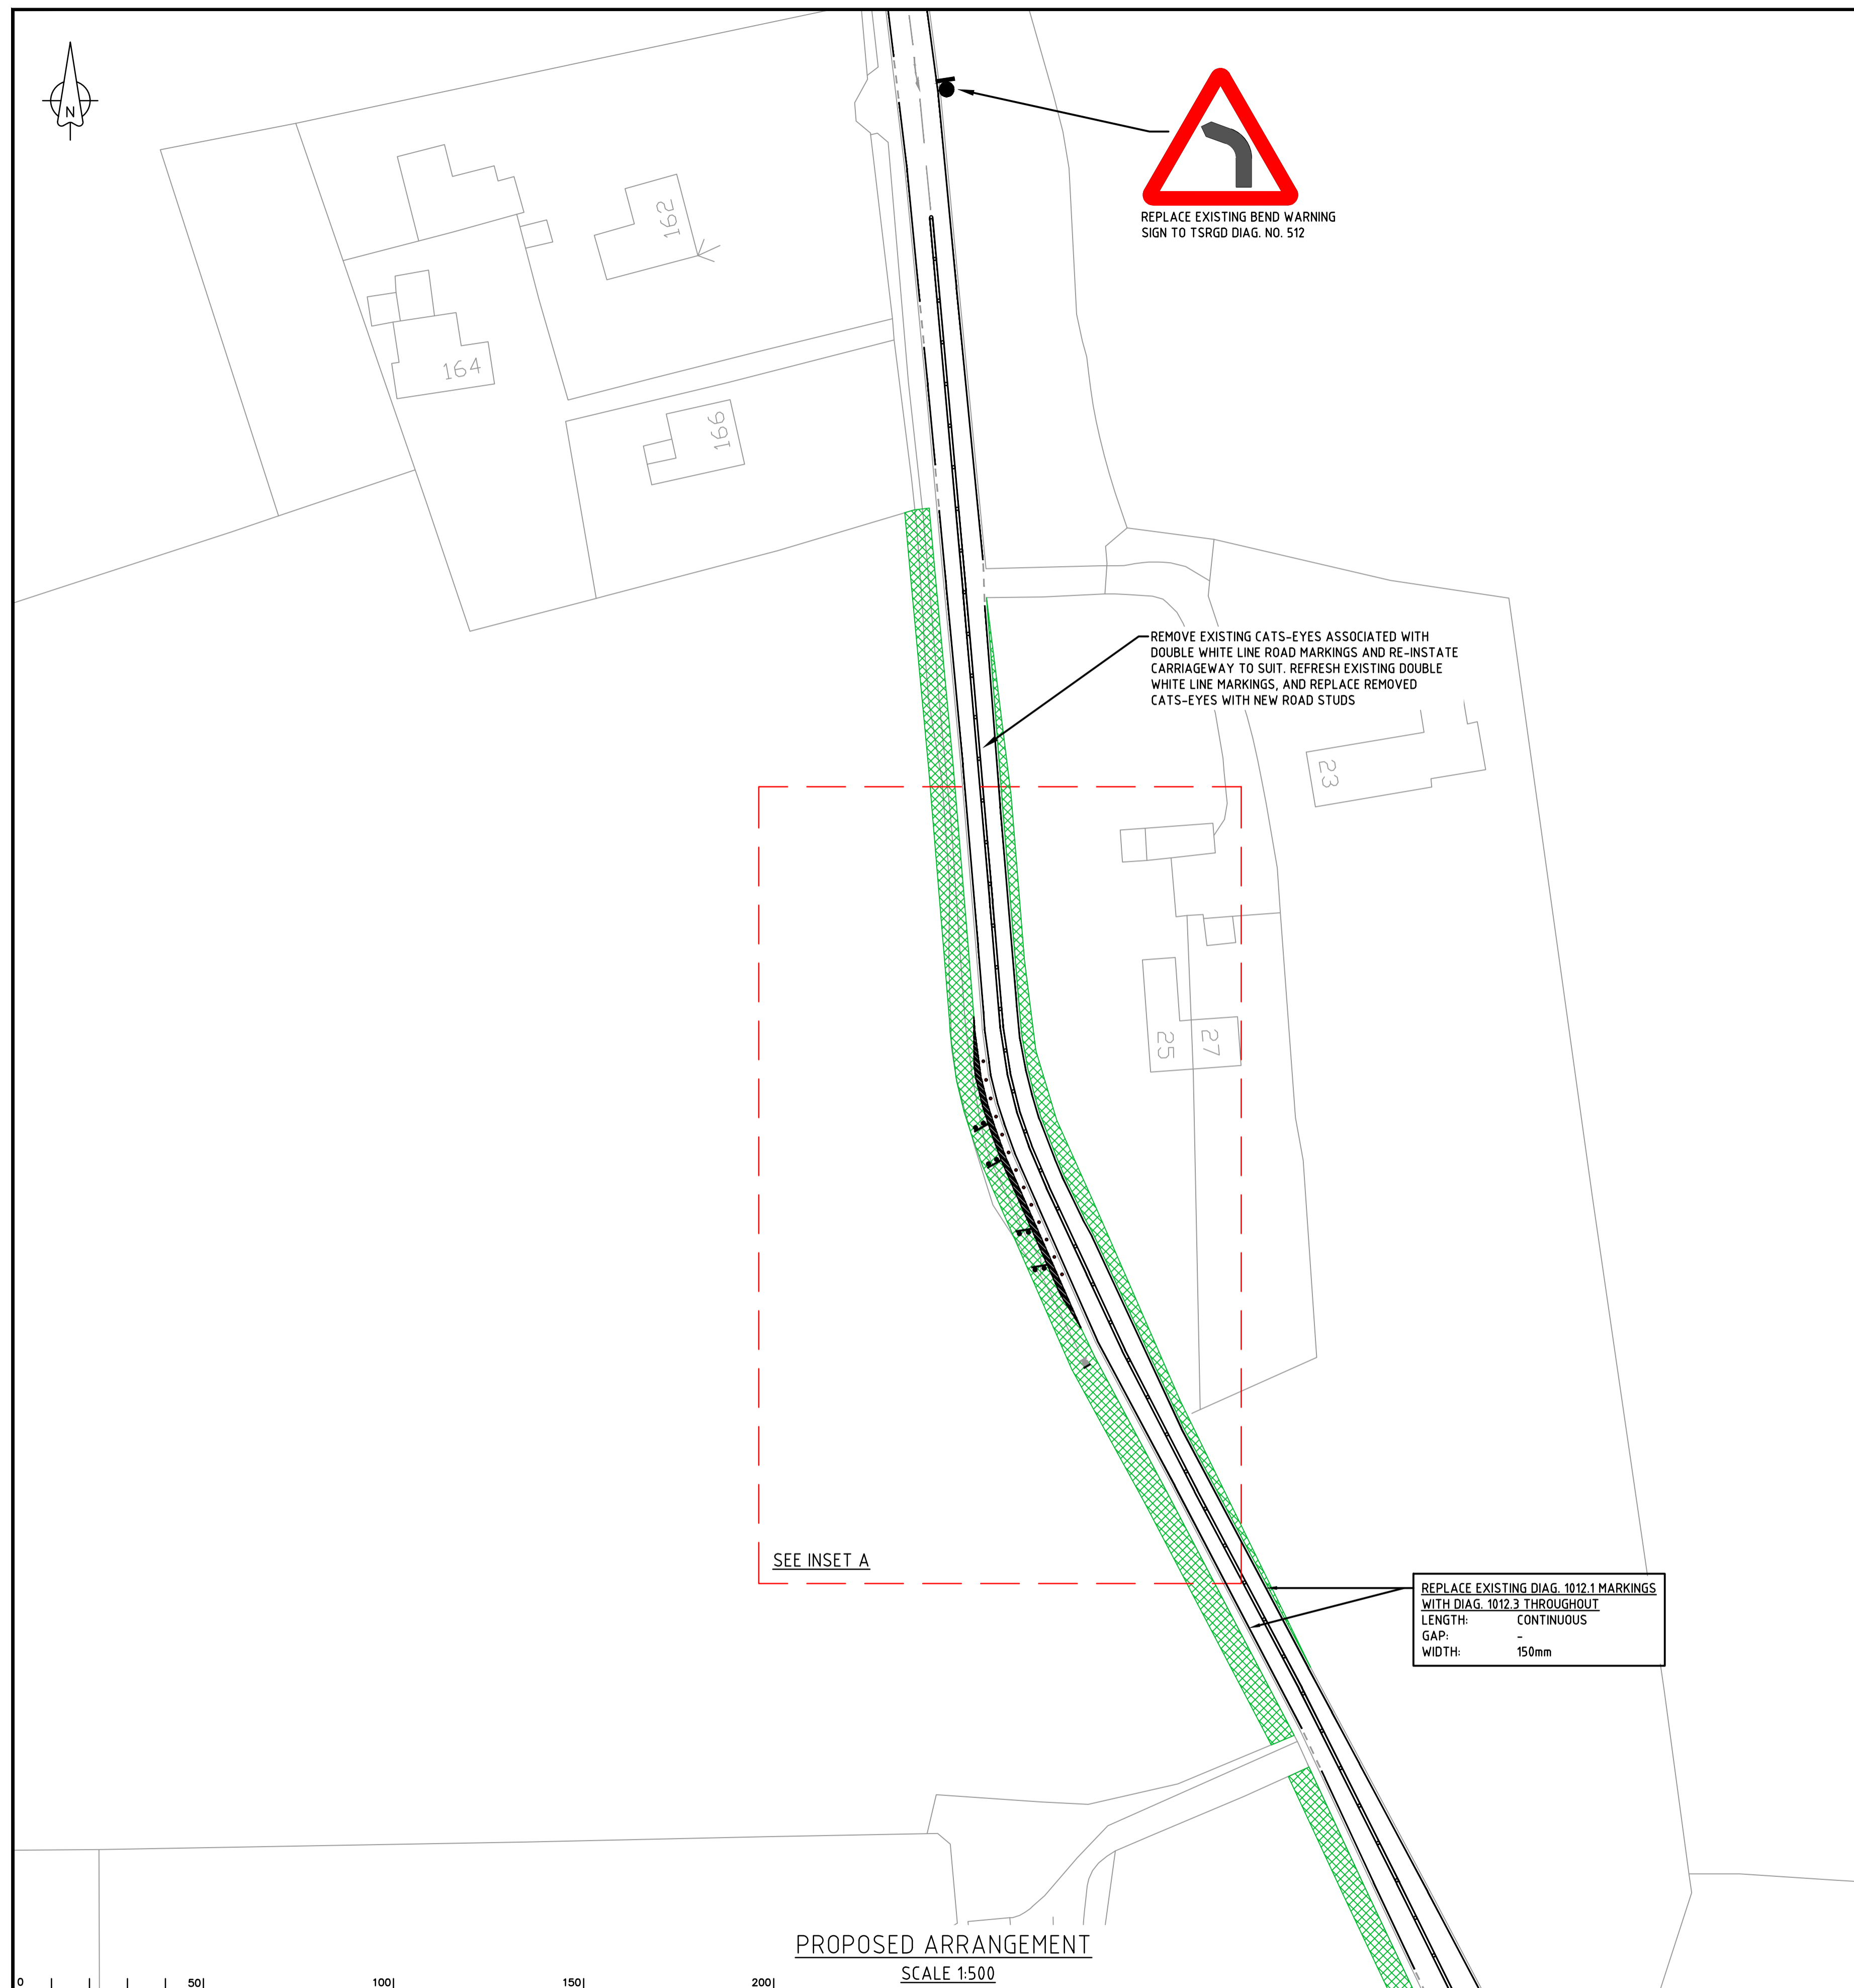 N
REPLACE EXISTING BEND WARNING
SIGN TO TSRGD DIAG. NO. 512
162
164
166
REMOVE EXISTING CATS-EYES ASSOCIATED WITH
DOUBLE WHITE LINE ROAD MARKINGS AND RE-INSTATE
CARRIAGEWAY TO SUIT. REFRESH EXISTING DOUBLE
WHITE LINE MARKINGS, AND REPLACE REMOVED
CATS-EYES WITH NEW ROAD STUDS
23
25
27
SEE INSET A
REPLACE EXISTING DIAG. 1012.1 MARKINGS
WITH DIAG. 1012.3 THROUGHOUT
LENGTH: CONTINUOUS
GAP: -
WIDTH: 150mm
PROPOSED ARRANGEMENT
SCALE 1:500
0 50 100 150 200